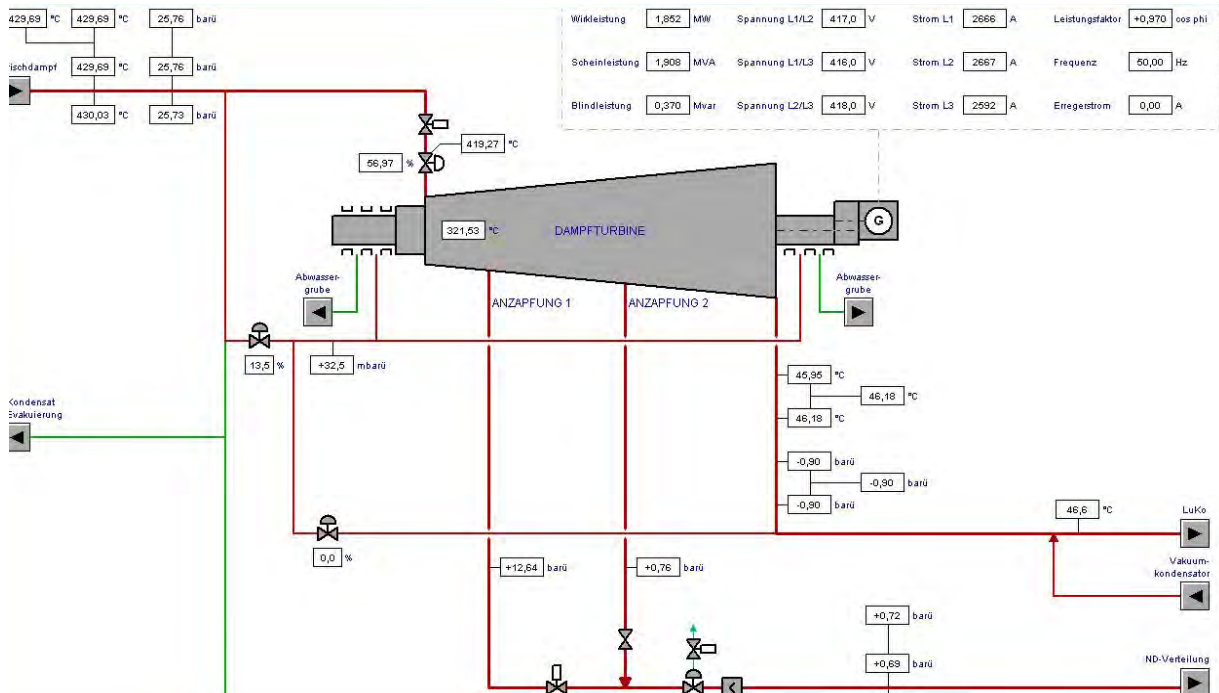 429,69 °C 429,69 °C 25,76 barü
Wirkleistung 1,852 MW Spannung L1/L2 417,0 V Strom L1 2666 A Leistungsfaktor +0,970 cos phi
rischdampf 429,69 °C 25,76 barü
Scheinleistung 1,908 MVA Spannung L1/L3 416,0 V Strom L2 2667 A Frequenz 50,00 Hz
430,03 °C 25,73 barü
Blindleistung 0,370 Mvar Spannung L2/L3 418,0 V Strom L3 2592 A Erregerstrom 0,00 A
419,27 °C
56,97 %
321,53 °C DAMPFTURBINE G
Abwasser-
grube
ANZAPFUNG 1 ANZAPFUNG 2
Abwasser-
grube
13,5 % +32,5 mbarü
45,95 °C
46,18 °C
46,18 °C
Kondensat
Evakuierung
-0,90 barü
-0,90 barü
-0,90 barü
46,6 °C LuKo
0,0 %
+12,64 barü +0,76 barü
Vakuum-
kondensator
+0,72 barü
+0,69 barü ND-Verteilung